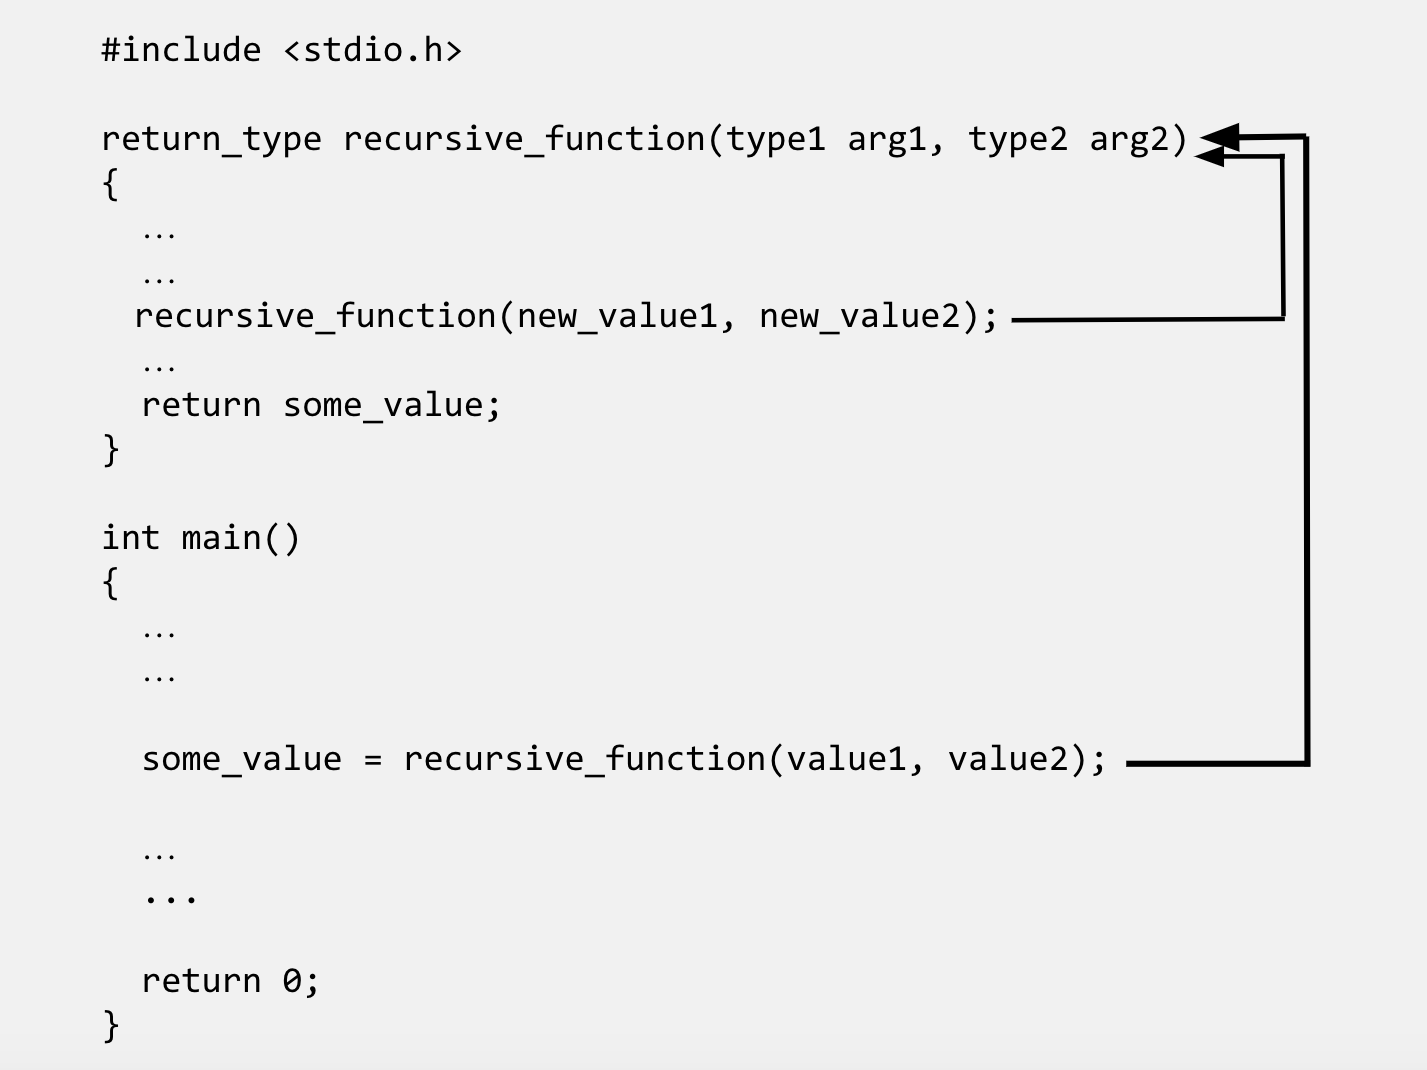 #include <stdio.h>
return_type recursive_function(type1 arg1, type2 arg2)
{
…
…
recursive_function(new_value1, new_value2);
…
return some_value;
}
int main()
{
…
…
some_value = recursive_function(value1, value2);
…
...
return 0;
}